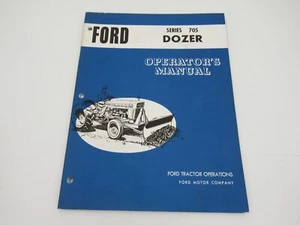 FORD
SERIES 705
DOZER
OPERATOR'S
MANUAL
FORD TRACTOR OPERATIONS
FORD MOTOR COMPANY